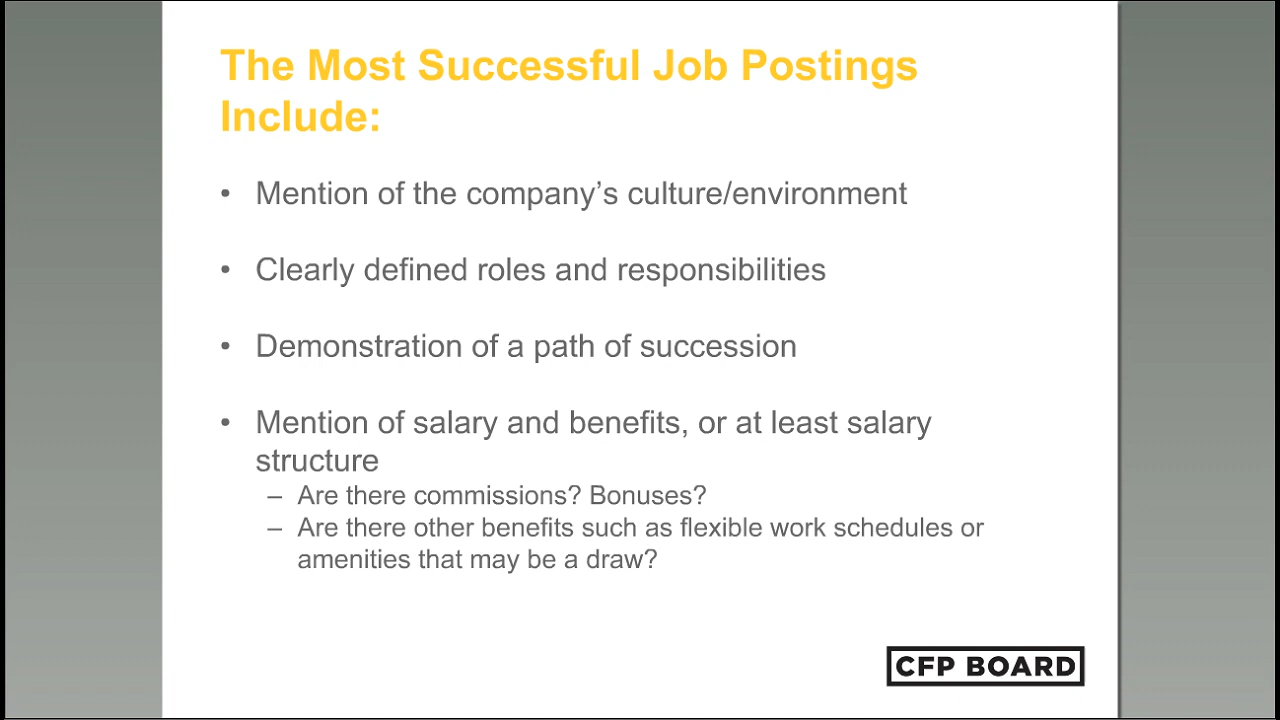 The Most Successful Job Postings
Include:
• Mention of the company’s culture/environment
• Clearly defined roles and responsibilities
• Demonstration of a path of succession
• Mention of salary and benefits, or at least salary
structure
– Are there commissions? Bonuses?
– Are there other benefits such as flexible work schedules or
amenities that may be a draw?
CFP BOARD